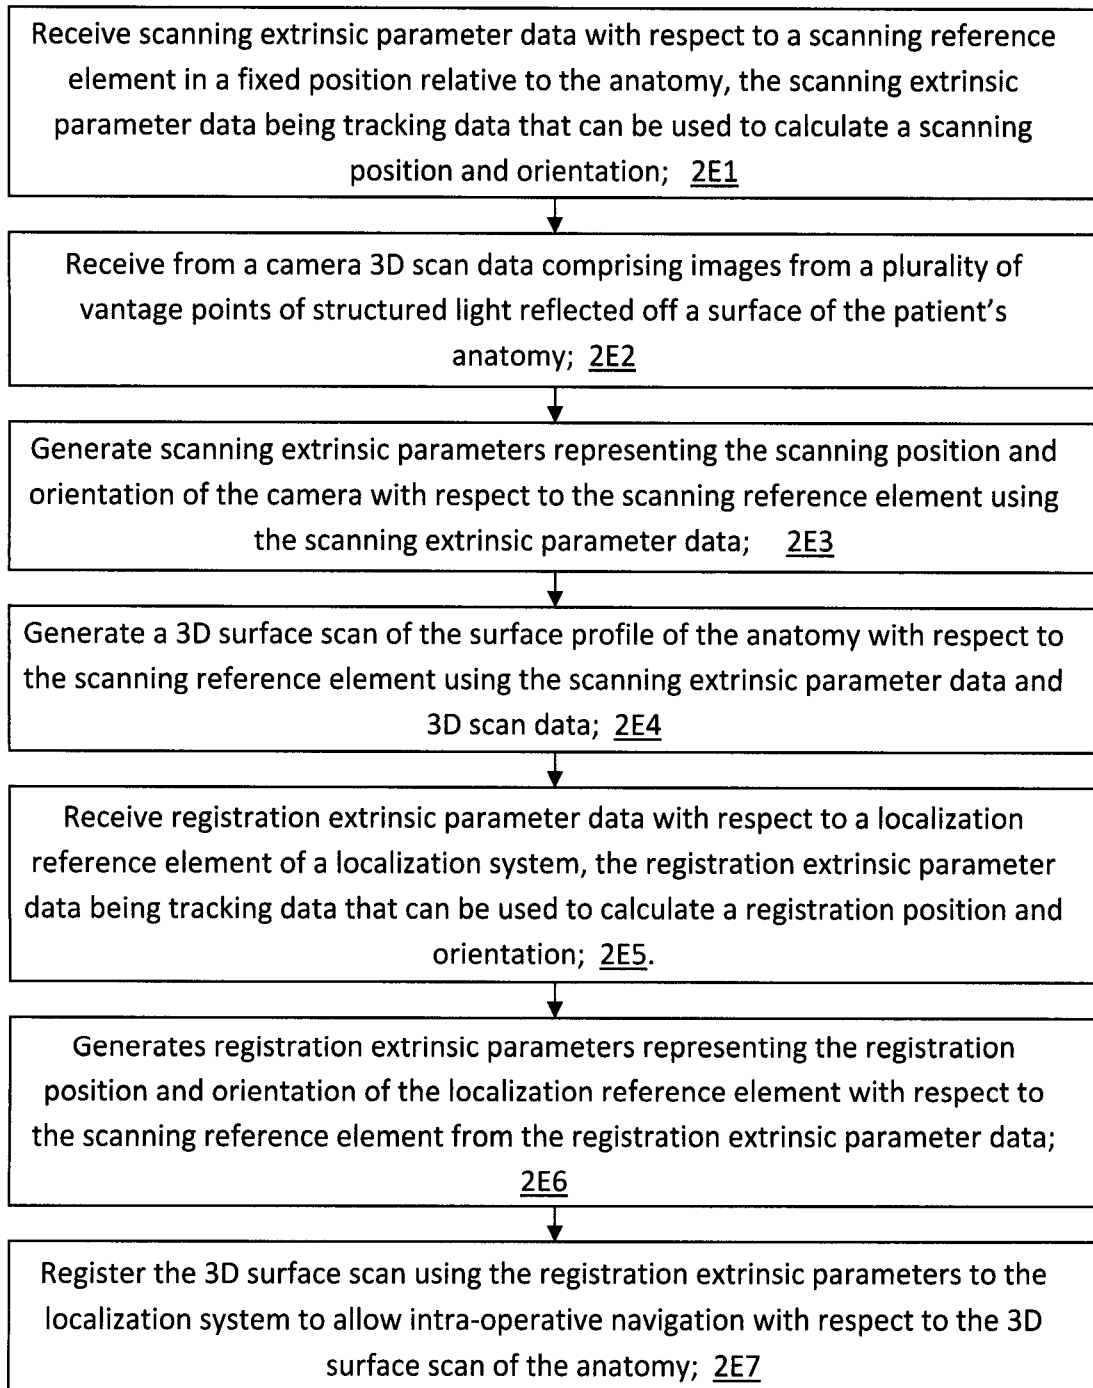 Receive scanning extrinsic parameter data with respect to a scanning reference
element in a fixed position relative to the anatomy, the scanning extrinsic
parameter data being tracking data that can be used to calculate a scanning
position and orientation; 2E1
Receive from a camera 3D scan data comprising images from a plurality of
vantage points of structured light reflected off a surface of the patient's
anatomy; 2E2
Generate scanning extrinsic parameters representing the scanning position and
orientation of the camera with respect to the scanning reference element using
the scanning extrinsic parameter data; 2E3
Generate a 3D surface scan of the surface profile of the anatomy with respect to
the scanning reference element using the scanning extrinsic parameter data and
3D scan data; 2E4
Receive registration extrinsic parameter data with respect to a localization
reference element of a localization system, the registration extrinsic parameter
data being tracking data that can be used to calculate a registration position and
orientation; 2E5.
Generates registration extrinsic parameters representing the registration
position and orientation of the localization reference element with respect to
the scanning reference element from the registration extrinsic parameter data;
2E6
Register the 3D surface scan using the registration extrinsic parameters to the
localization system to allow intra-operative navigation with respect to the 3D
surface scan of the anatomy; 2E7